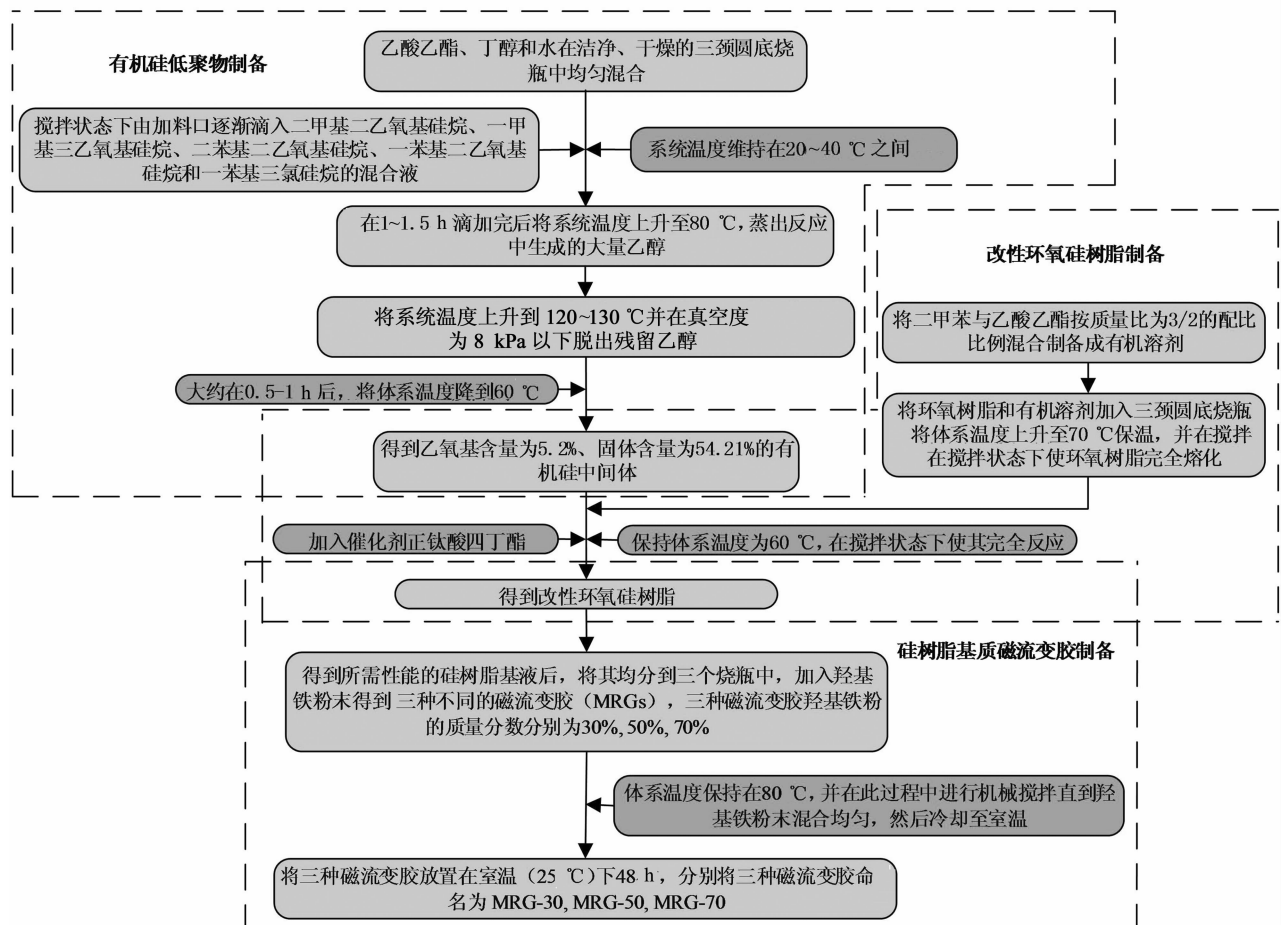 有机硅低聚物制备
乙酸乙酯、丁醇和水在洁净、干燥的三颈圆底烧
瓶中均匀混合
搅拌状态下由加料口逐渐滴入二甲基二乙氧基硅烷、一甲
基三乙氧基硅烷、二苯基二乙氧基硅烷、一苯基二乙氧基
硅烷和一苯基三氯硅烷的混合液
系统温度维持在20~40 ℃之间
在1~1.5 h滴加完后将系统温度上升至80 ℃,蒸出反应
中生成的大量乙醇
将系统温度上升到 120~130 ℃并在真空度
为 8 kPa 以下脱出残留乙醇
大约在0.5-1 h后，将体系温度降到60 ℃
得到乙氧基含量为5.2%、固体含量为54.21%的有
机硅中间体
改性环氧硅树脂制备
将二甲苯与乙酸乙酯按质量比为3/2的配比
比例混合制备成有机溶剂
将环氧树脂和有机溶剂加入三颈圆底烧瓶
将体系温度上升至70 ℃保温，并在搅拌
在搅拌状态下使环氧树脂完全熔化
加入催化剂正钛酸四丁酯
保持体系温度为60 ℃,在搅拌状态下使其完全反应
得到改性环氧硅树脂
硅树脂基质磁流变胶制备
得到所需性能的硅树脂基液后，将其均分到三个烧瓶中，加入羟基
铁粉末得到 三种不同的磁流变胶（MRGs），三种磁流变胶羟基铁粉
的质量分数分别为30%, 50%, 70%
体系温度保持在80 ℃,并在此过程中进行机械搅拌直到羟
基铁粉末混合均匀，然后冷却至室温
将三种磁流变胶放置在室温（25 ℃)下48 h，分别将三种磁流变胶命
名为 MRG-30, MRG-50, MRG-70